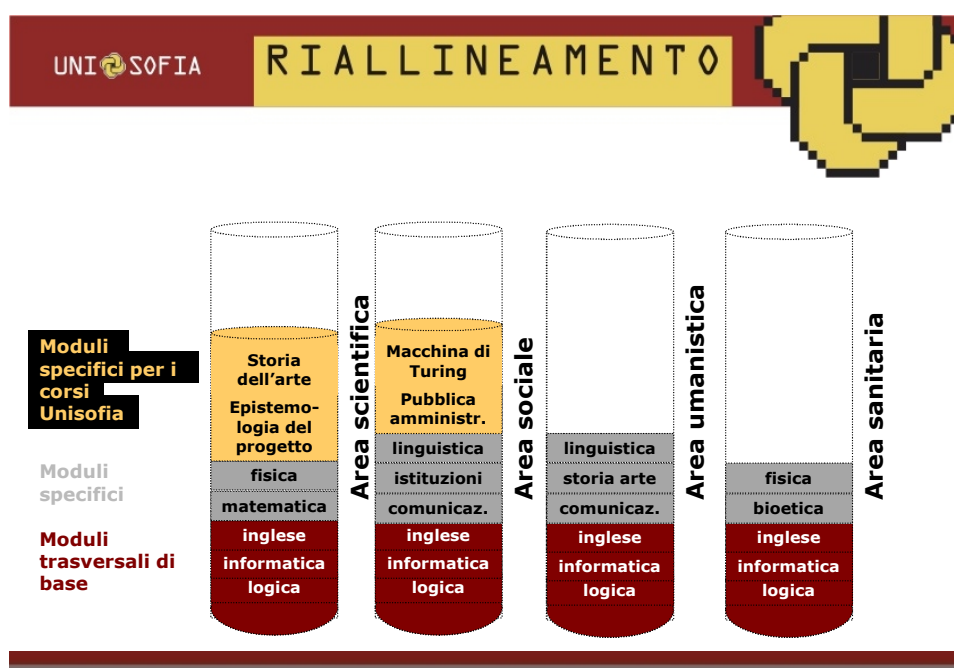 UNI SOFIA
RIALLINEAMENTO
Moduli
specifici per i
corsi
Unisofia
Moduli
specifici
Moduli
trasversali di
base
Storia
dell'arte
Epistemo-
logia del
progetto
fisica
matematica
inglese
informatica
logica
Area scientifica
Macchina di
Turing
Pubblica
amministr.
linguistica
istituzioni
comunicaz.
inglese
informatica
logica
Area sociale
linguistica
storia arte
comunicaz.
inglese
informatica
logica
Area umanistica
fisica
bioetica
inglese
informatica
logica
Area sanitaria